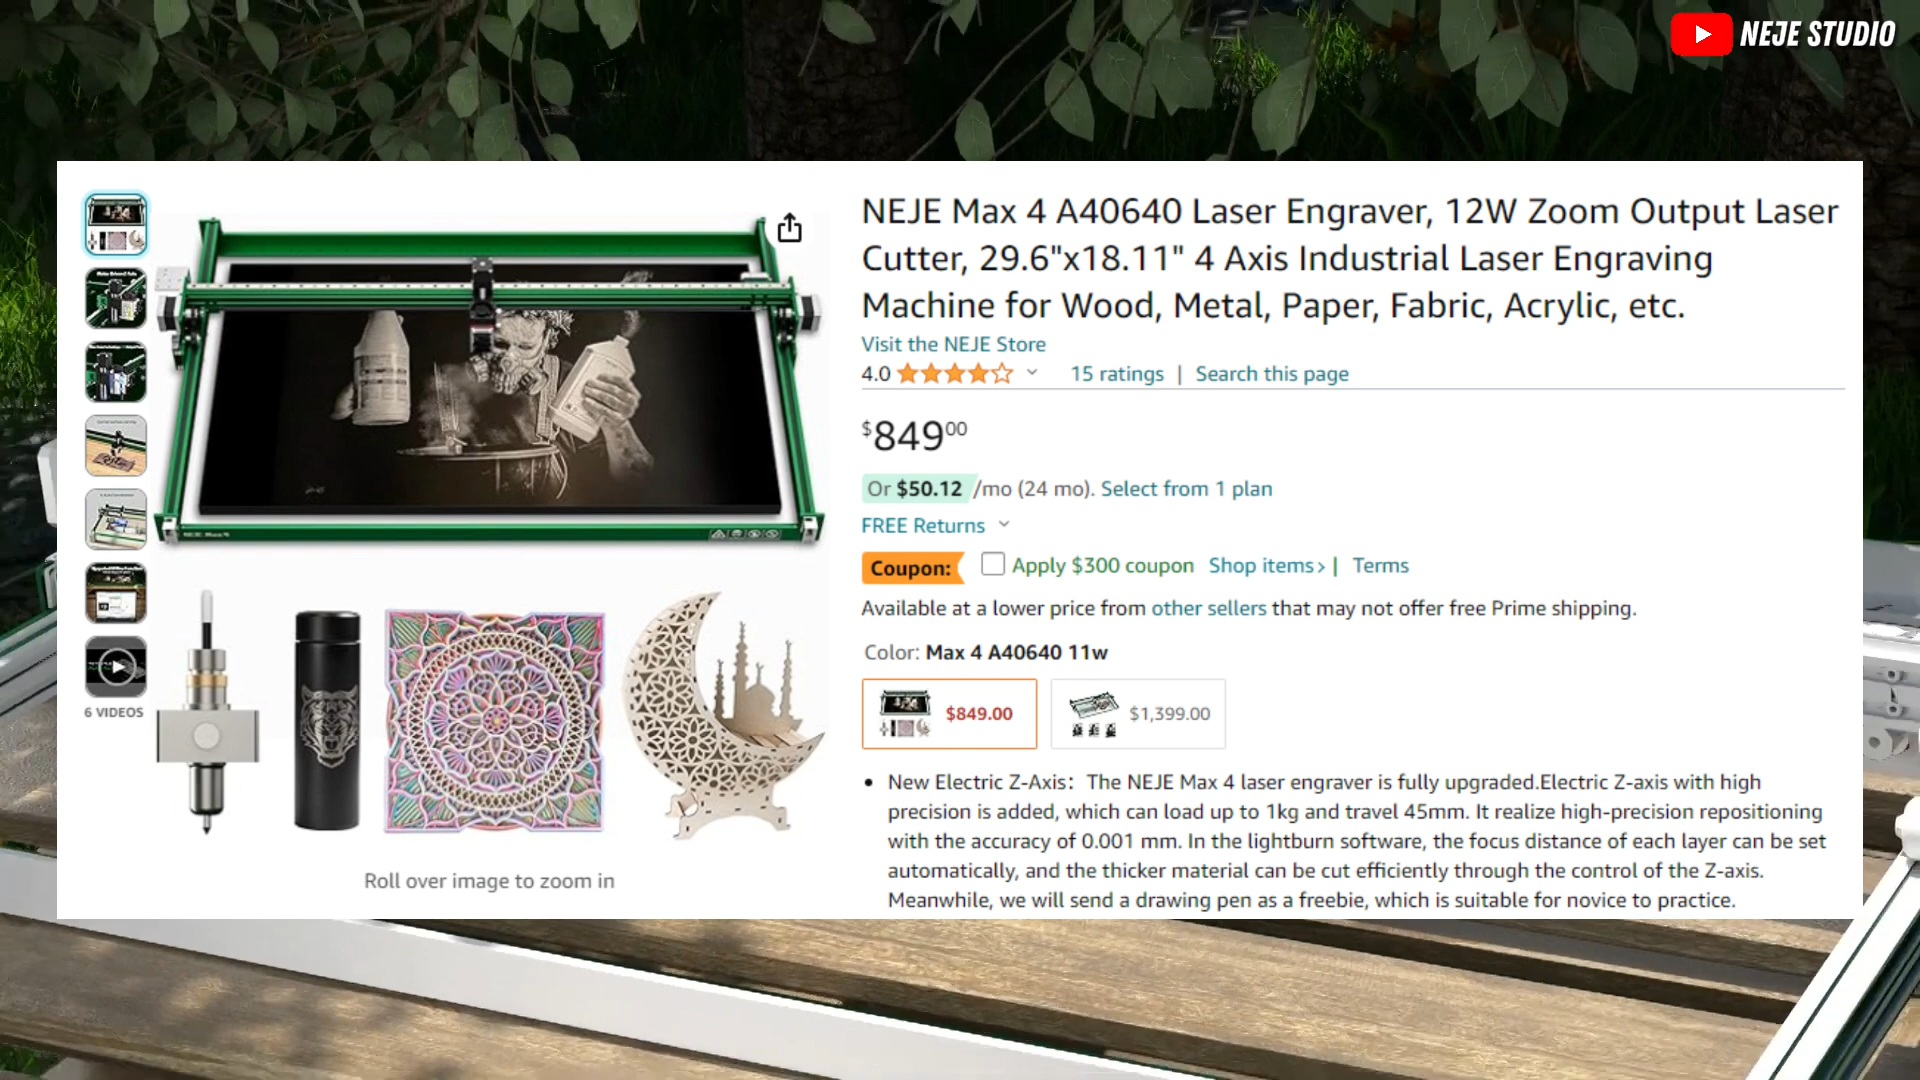 NEJE STUDIO
NEJE Max 4 A40640 Laser Engraver, 12W Zoom Output Laser
Cutter, 29.6"x18.11" 4 Axis Industrial Laser Engraving
Machine for Wood, Metal, Paper, Fabric, Acrylic, etc.
Visit the NEJE Store
4.0
15 ratings | Search this page
$849.00
Or $50.12 /mo (24 mo). Select from 1 plan
FREE Returns
Coupon: Apply $300 coupon Shop items› | Terms
Available at a lower price from other sellers that may not offer free Prime shipping.
Color: Max 4 A40640 11w
$849.00
$1,399.00
• New Electric Z-Axis：The NEJE Max 4 laser engraver is fully upgraded.Electric Z-axis with high
precision is added, which can load up to 1kg and travel 45mm. It realize high-precision repositioning
with the accuracy of 0.001 mm. In the lightburn software, the focus distance of each layer can be set
automatically, and the thicker material can be cut efficiently through the control of the Z-axis.
Meanwhile, we will send a drawing pen as a freebie, which is suitable for novice to practice.
NEJE Max 4
6 VIDEOS
Roll over image to zoom in